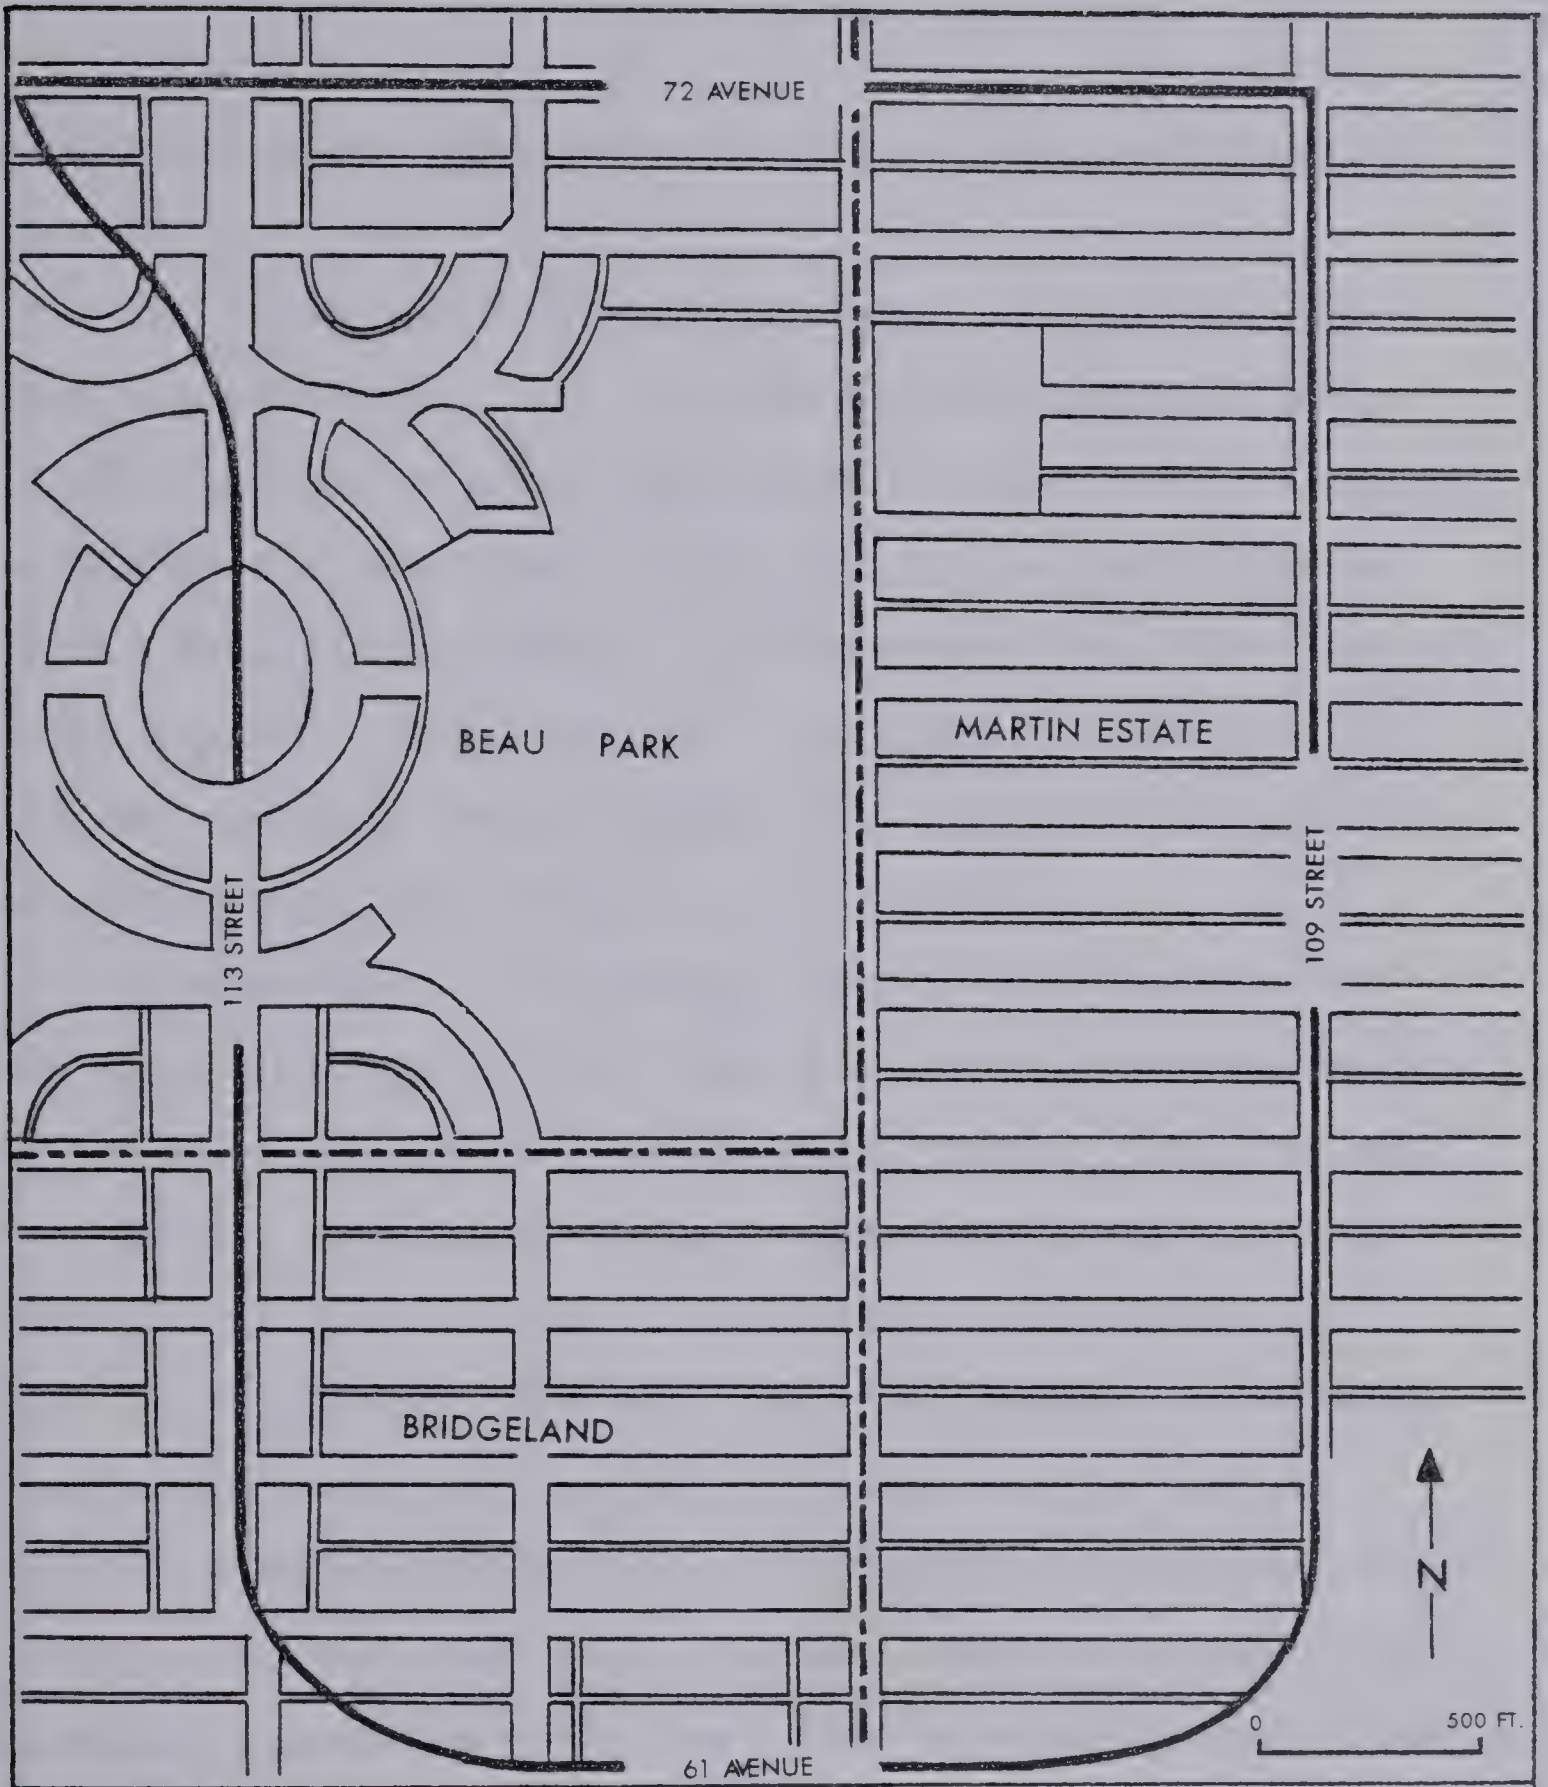 72 AVENUE
BEAU PARK
MARTIN ESTATE
109 STREET
113 STREET
BRIDGELAND
N
0 500 FT.
61 AVENUE